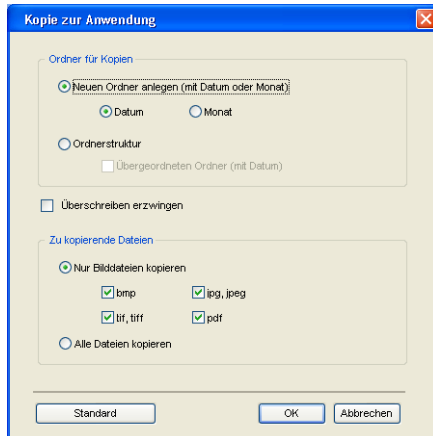 Kopie zur Anwendung
Ordner für Kopien
Neuen Ordner anlegen (mit Datum oder Monat)
Datum Monat
Ordnerstruktur
Übergeordneten Ordner (mit Datum)
Überschreiben erzwingen
Zu kopierende Dateien
Nur Bilddateien kopieren
bmp jpg, jpeg
tif, tiff pdf
Alle Dateien kopieren
Standard OK Abbrechen